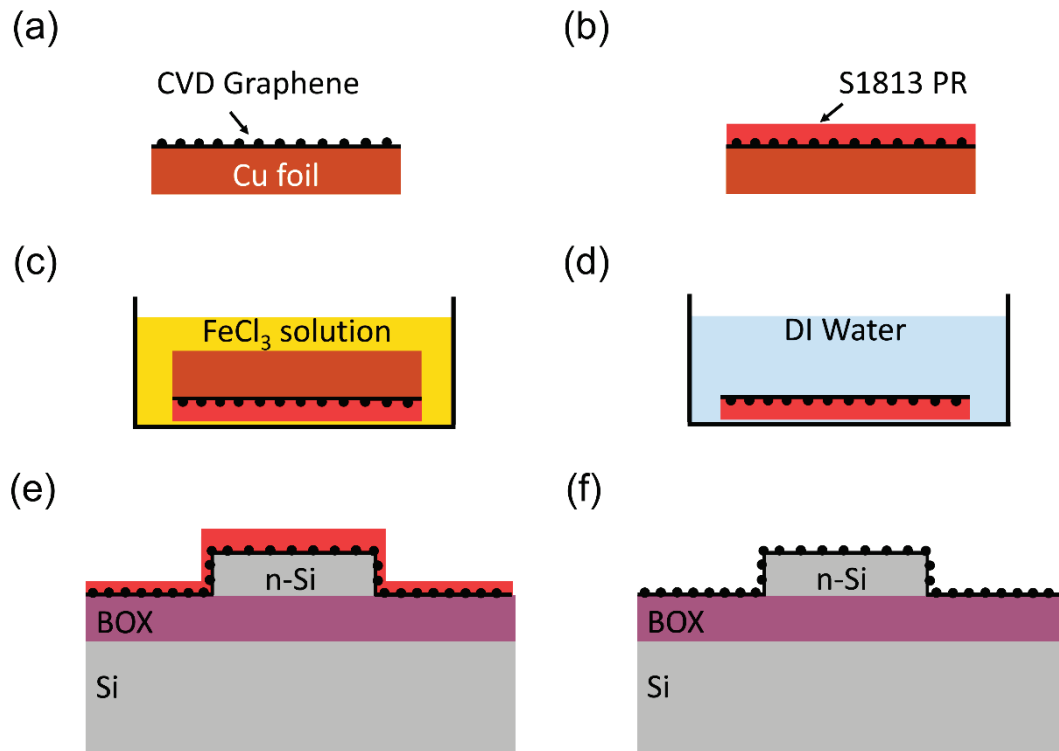 (a)
CVD Graphene
Cu foil
(b)
S1813 PR
(c)
FeCl₃ solution
(d)
DI Water
(e)
n-Si
BOX
Si
(f)
n-Si
BOX
Si